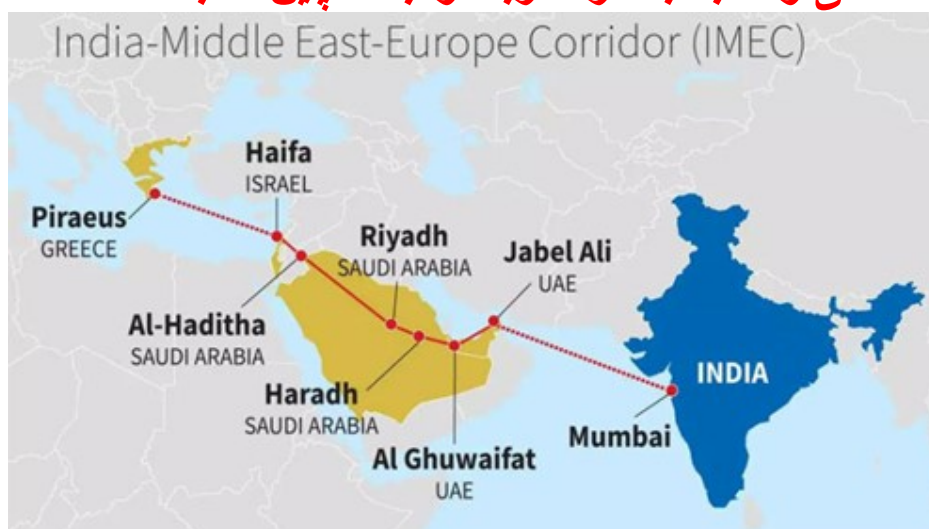 India-Middle East-Europe Corridor (IMEC)
Haifa
ISRAEL
Piraeus
GREECE
Riyadh
SAUDI ARABIA
Jabel Ali
UAE
Al-Haditha
SAUDI ARABIA
INDIA
Haradh
SAUDI ARABIA
Mumbai
Al Ghuwaifat
UAE